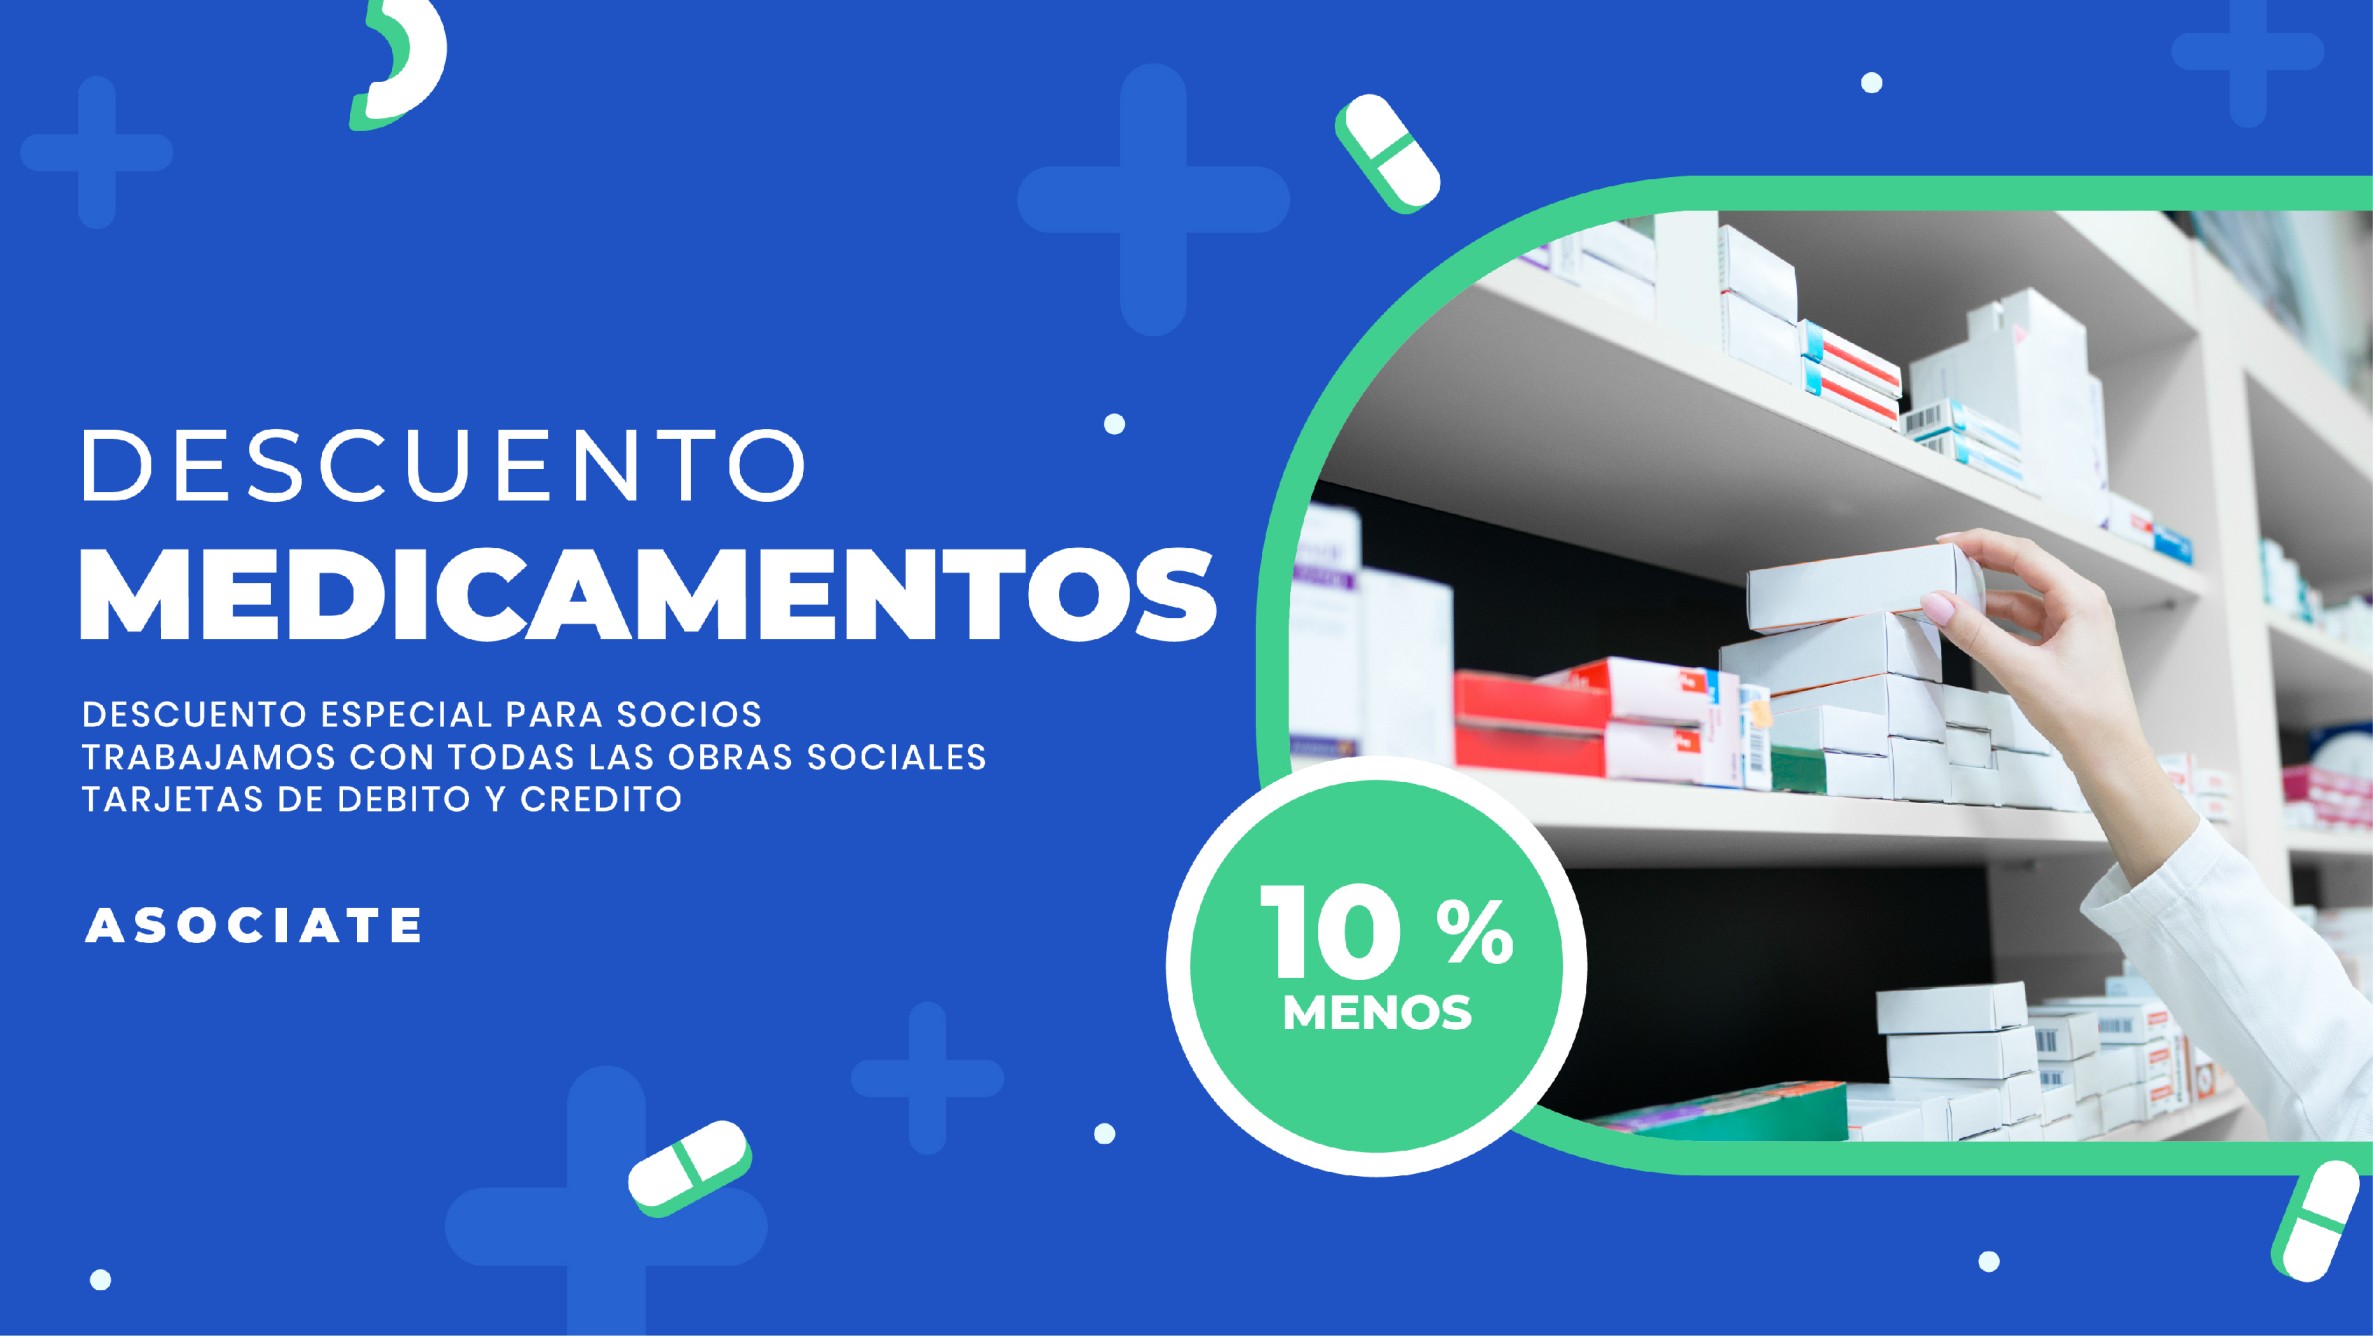 DESCUENTO
MEDICAMENTOS
DESCUENTO ESPECIAL PARA SOCIOS
TRABAJAMOS CON TODAS LAS OBRAS SOCIALES
TARJETAS DE DEBITO Y CREDITO
ASOCIATE
10 %
MENOS